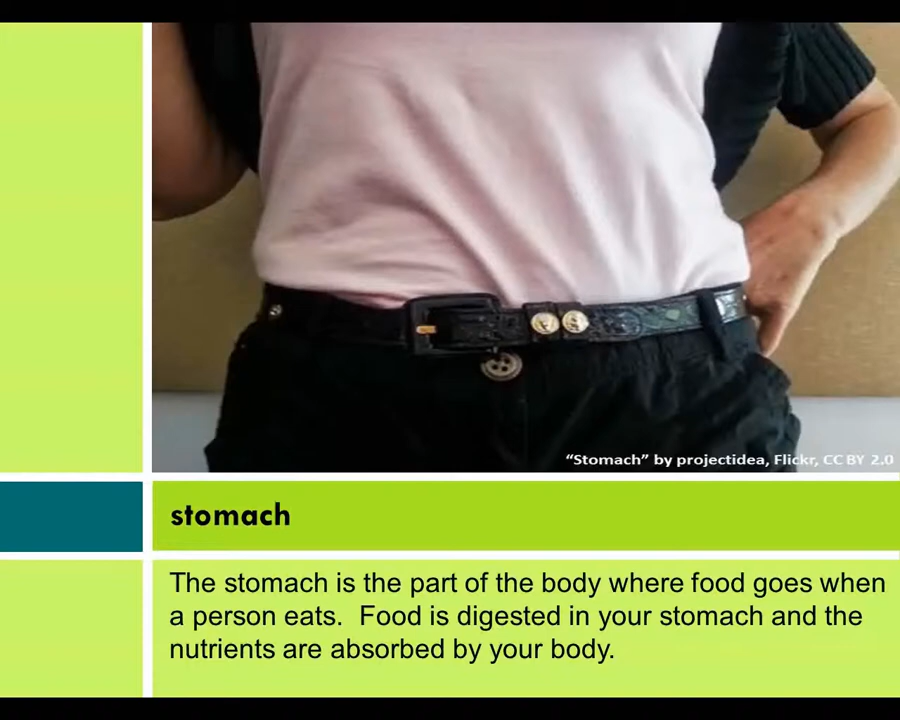 “Stomach” by projectidea, Flickr, CC BY 2.0
stomach
The stomach is the part of the body where food goes when
a person eats.  Food is digested in your stomach and the
nutrients are absorbed by your body.